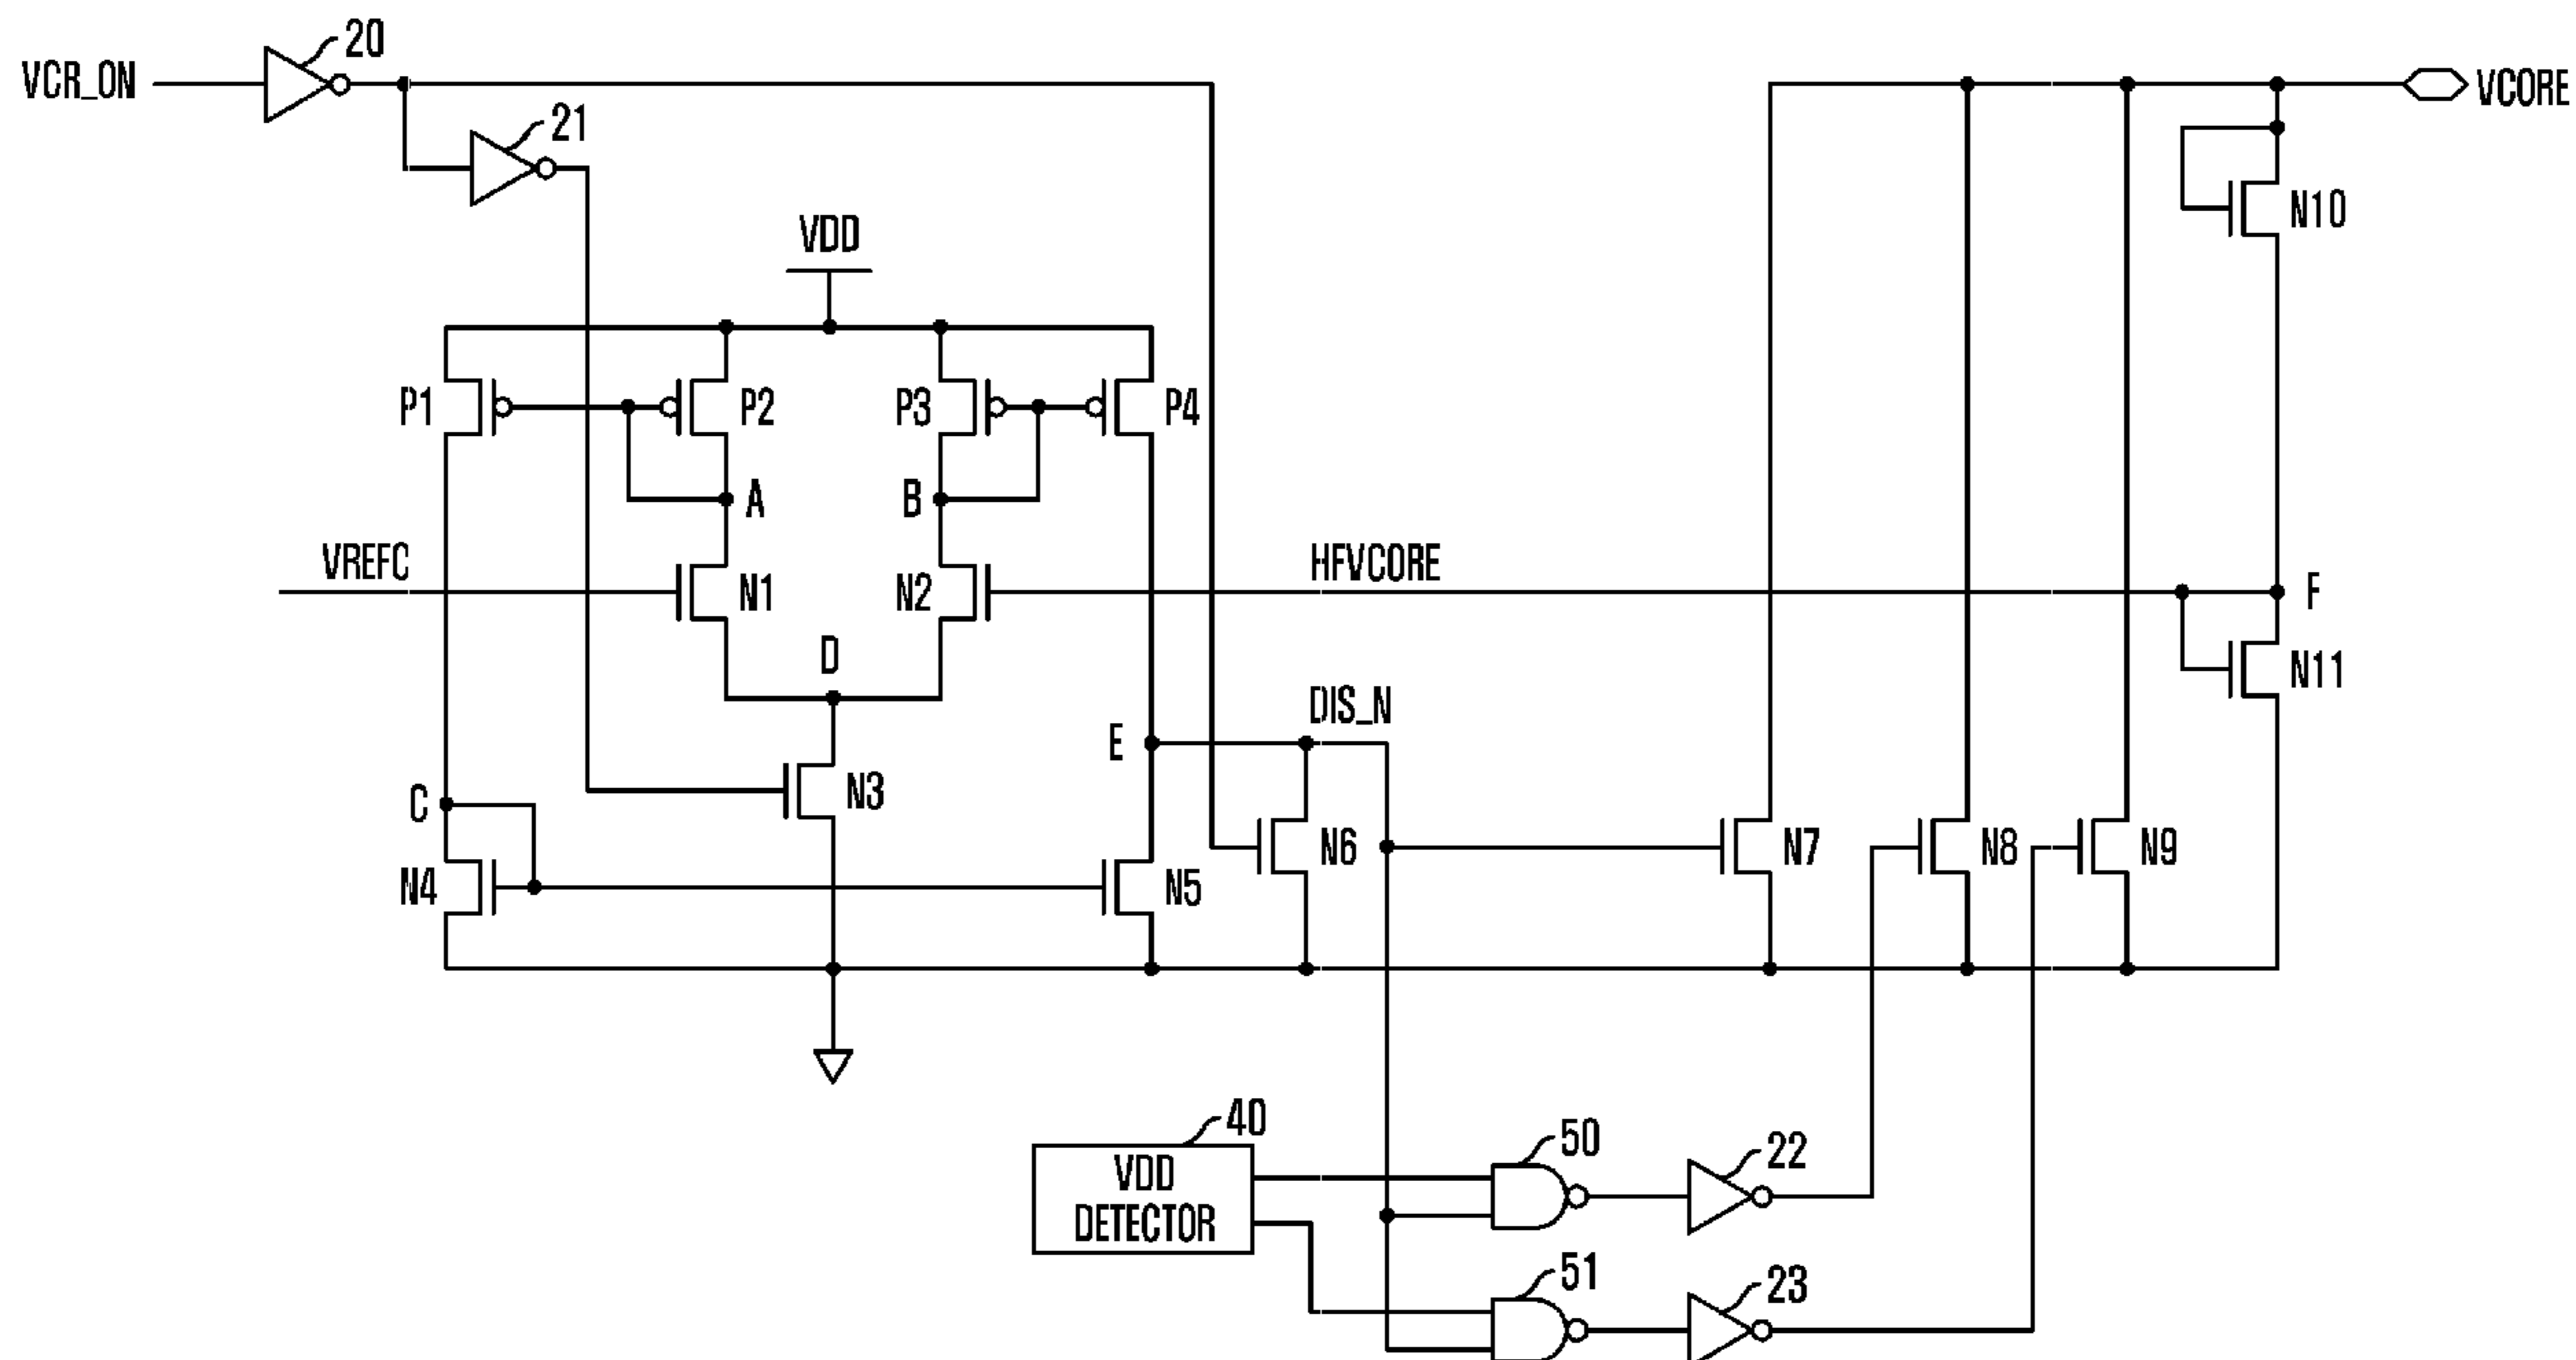 20
VCR_ON
VCORE
21
N10
VDD
P1
P2
P3
P4
A
B
VREFC
HFVCORE
N1
N2
F
D
N11
DIS_N
E
C
N3
N6
N7
N8
N9
N4
N5
40
VDD
DETECTOR
50
22
51
23